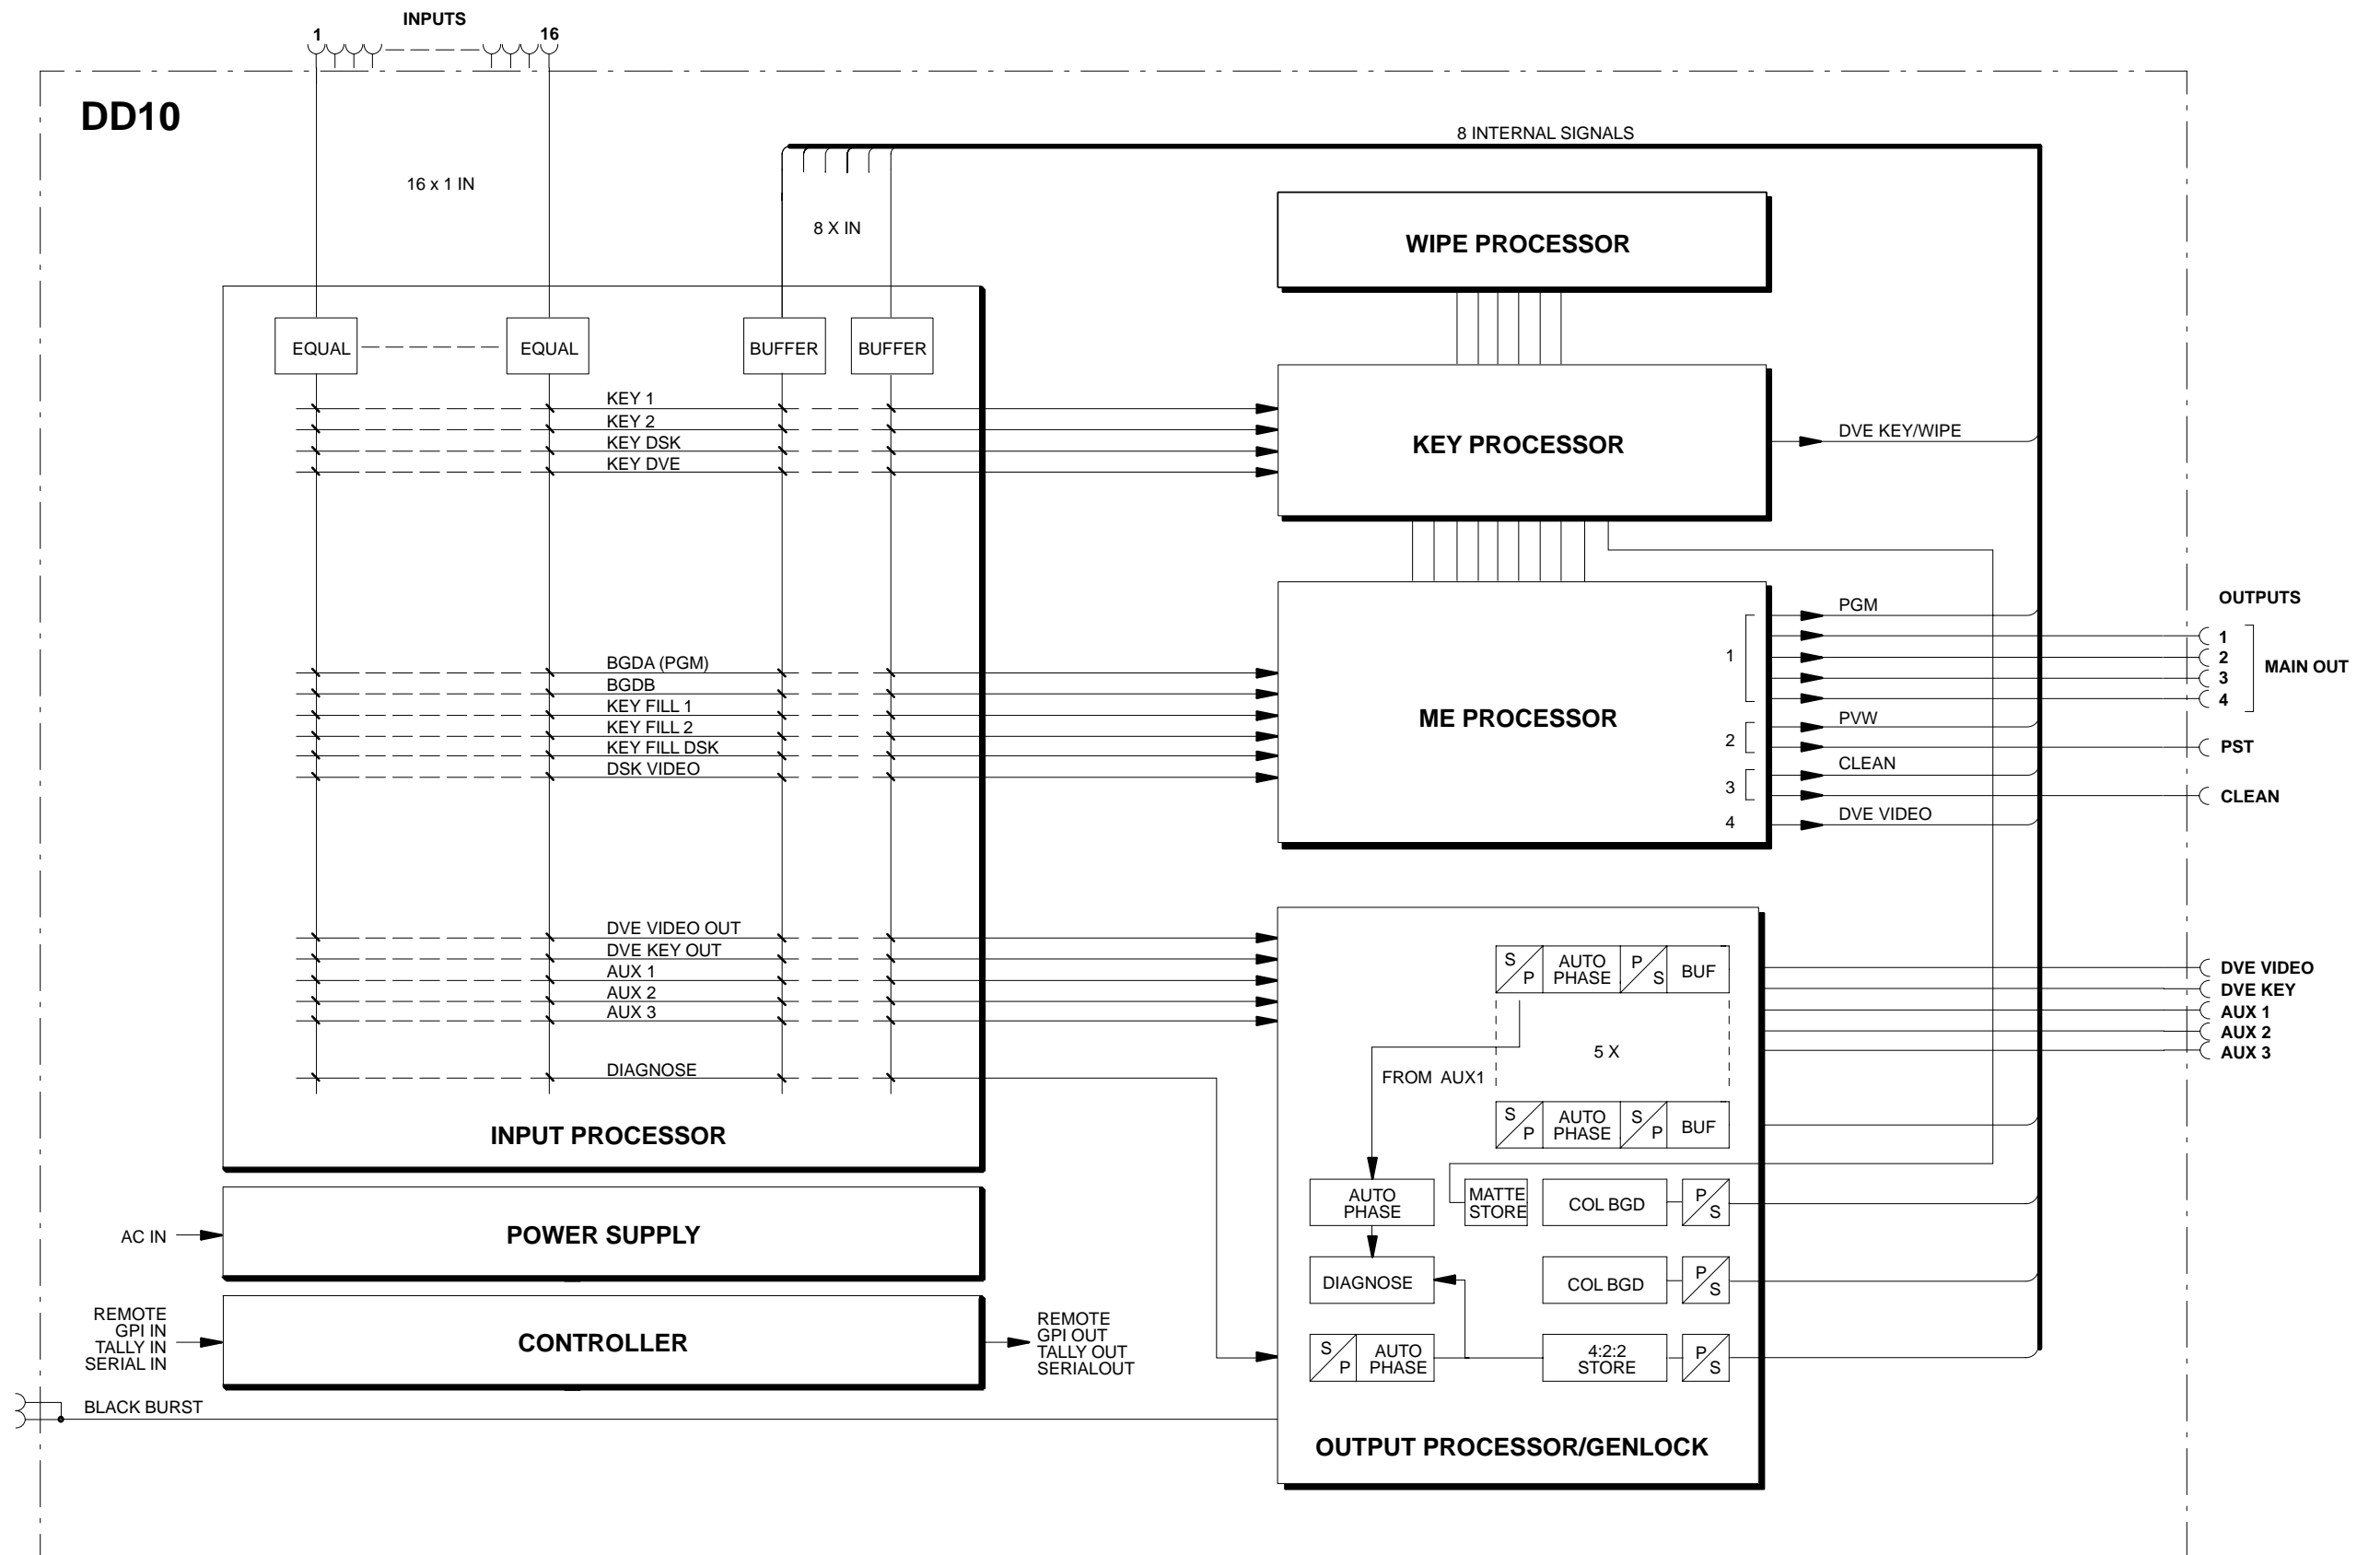 INPUTS
1
16
DD10
8 INTERNAL SIGNALS
16 x 1 IN
8 X IN
WIPE PROCESSOR
EQUAL
EQUAL
BUFFER
BUFFER
KEY 1
KEY 2
KEY DSK
KEY DVE
KEY PROCESSOR
DVE KEY/WIPE
BGDA (PGM)
BGDB
KEY FILL 1
KEY FILL 2
KEY FILL DSK
DSK VIDEO
ME PROCESSOR
1
2
3
4
PGM
PVW
CLEAN
DVE VIDEO
OUTPUTS
1
2
3
4
MAIN OUT
PST
CLEAN
DVE VIDEO OUT
DVE KEY OUT
AUX 1
AUX 2
AUX 3
DIAGNOSE
INPUT PROCESSOR
S
P
AUTO
PHASE
P
S
BUF
5 X
FROM AUX1
S
P
AUTO
PHASE
S
P
BUF
DVE VIDEO
DVE KEY
AUX 1
AUX 2
AUX 3
AUTO
PHASE
MATTE
STORE
COL BGD
P
S
DIAGNOSE
COL BGD
P
S
S
P
AUTO
PHASE
4:2:2
STORE
P
S
OUTPUT PROCESSOR/GENLOCK
AC IN
POWER SUPPLY
REMOTE
GPI IN
TALLY IN
SERIAL IN
CONTROLLER
REMOTE
GPI OUT
TALLY OUT
SERIALOUT
BLACK BURST